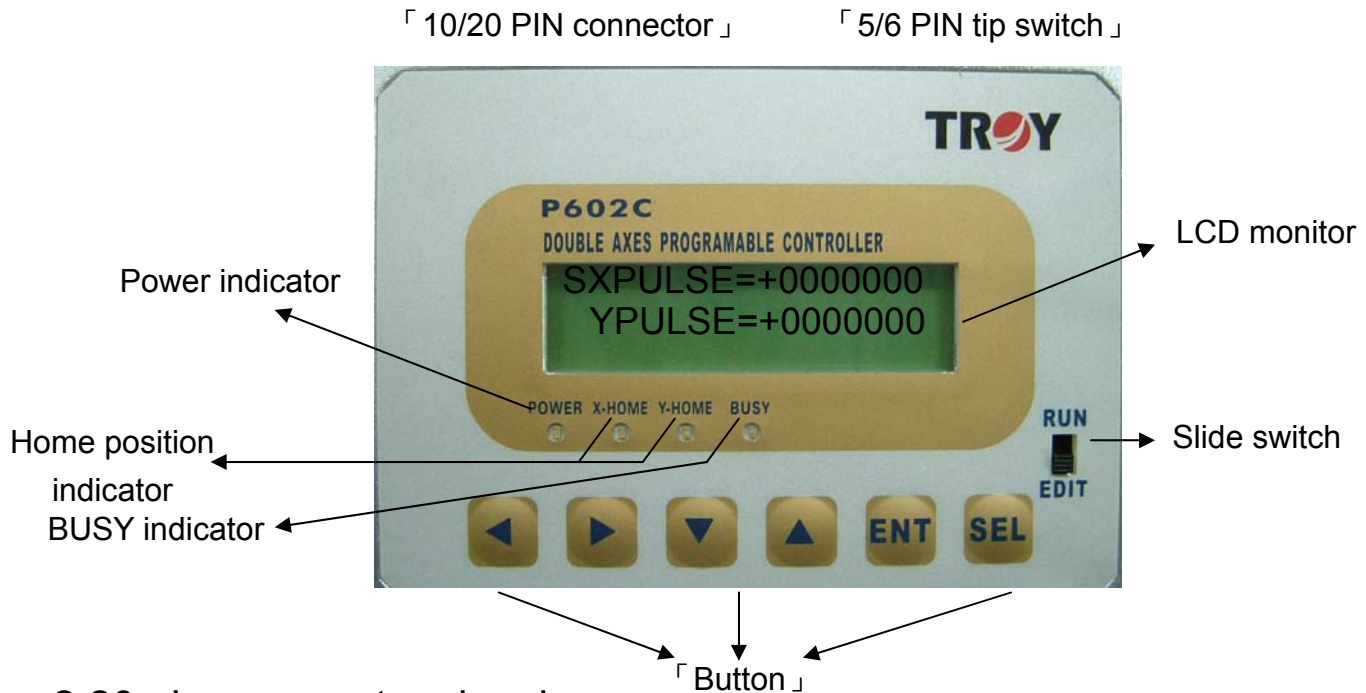 「10/20 PIN connector」 「5/6 PIN tip switch」
TROY
P602C
DOUBLE AXES PROGRAMABLE CONTROLLER
LCD monitor
SXPULSE=+0000000
YPULSE=+0000000
Power indicator
POWER X-HOME Y-HOME BUSY
RUN
Slide switch
EDIT
Home position
indicator
BUSY indicator
ENT SEL
「Button」